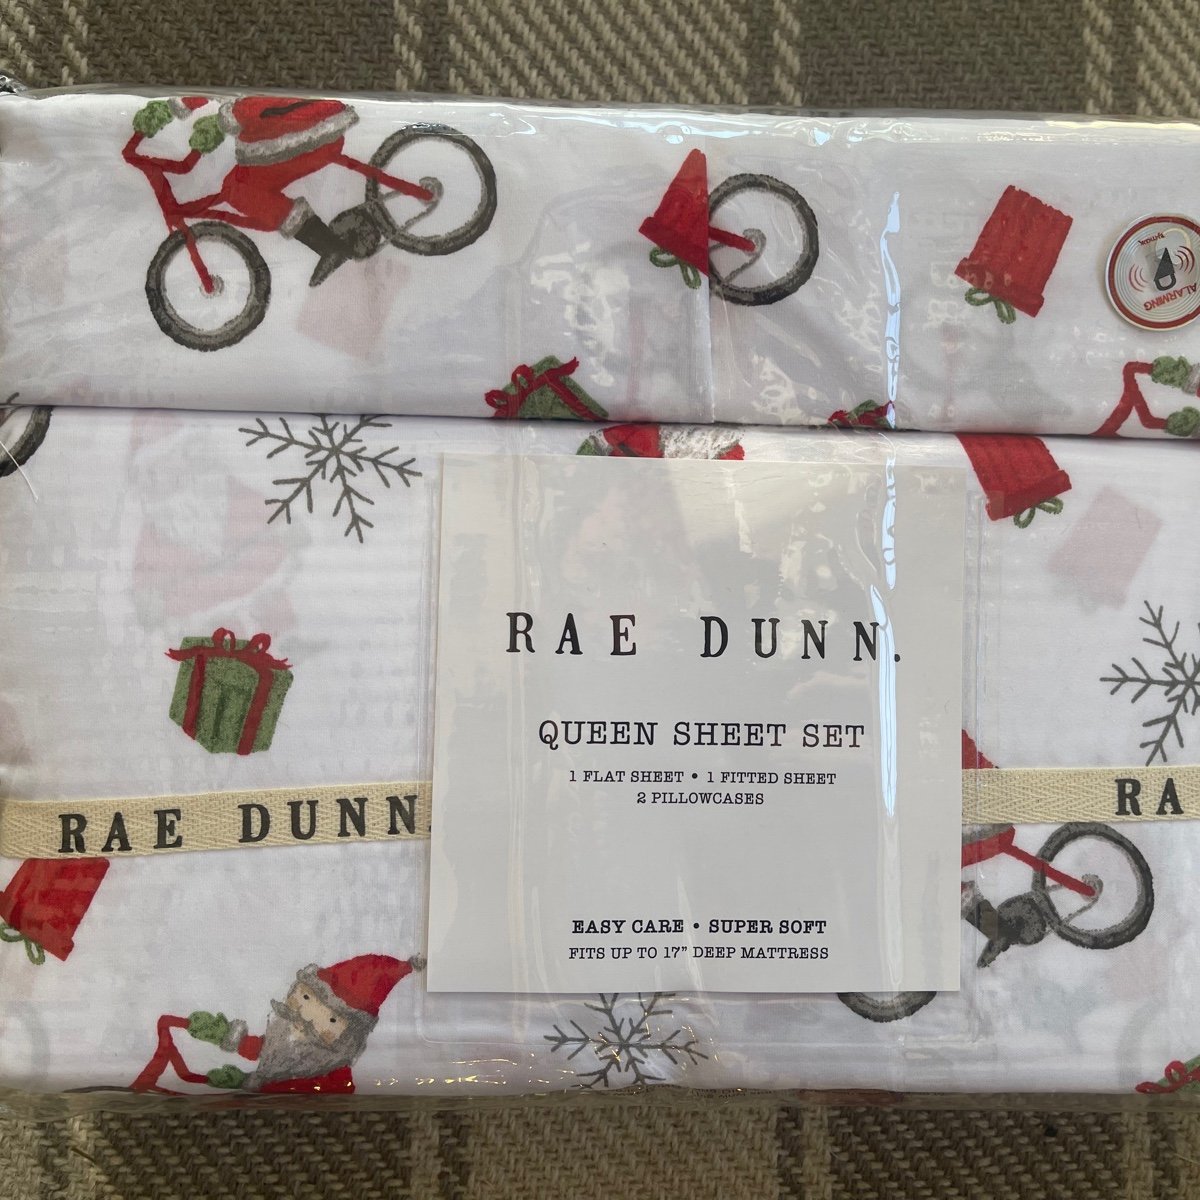 ALARMING
RAE DUNN.
QUEEN SHEET SET
1 FLAT SHEET • 1 FITTED SHEET
2 PILLOWCASES
RAE DUNN.
RA
EASY CARE • SUPER SOFT
FITS UP TO 17" DEEP MATTRESS